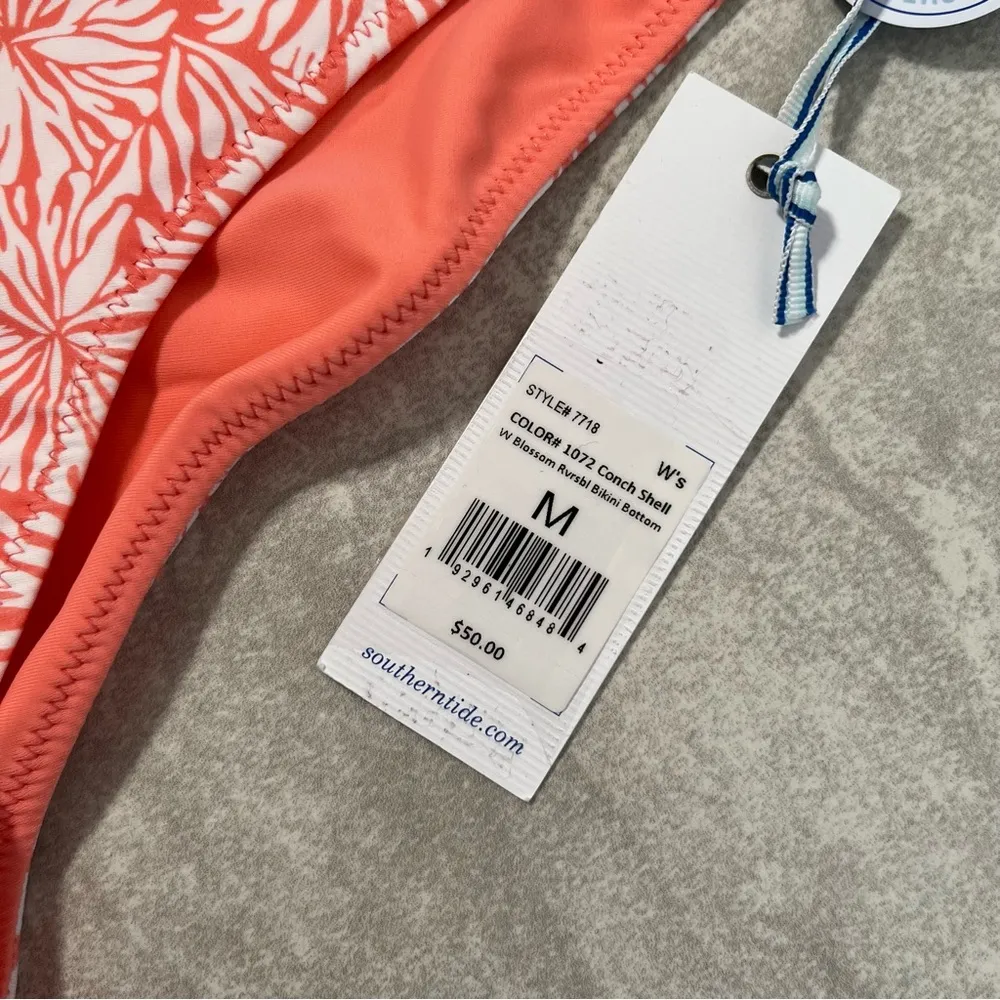 STYLE# 7718
COLOR# 1072 Conch Shell W's
W Blossom Rvrsbl Bikini Bottom
M
1 92961 46848 4
$50.00
southerntide.com